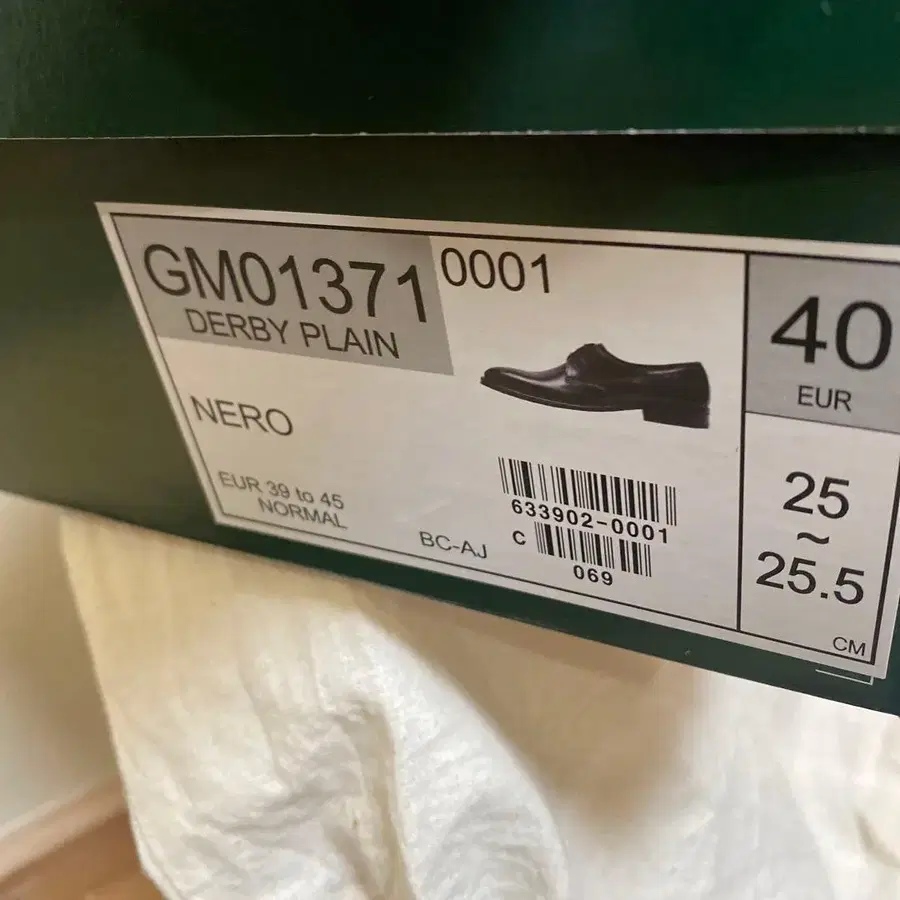 GM01371 0001
DERBY PLAIN
NERO
EUR 39 to 45
NORMAL
BC-AJ
633902-0001
C
069
40
EUR
25
~
25.5
CM